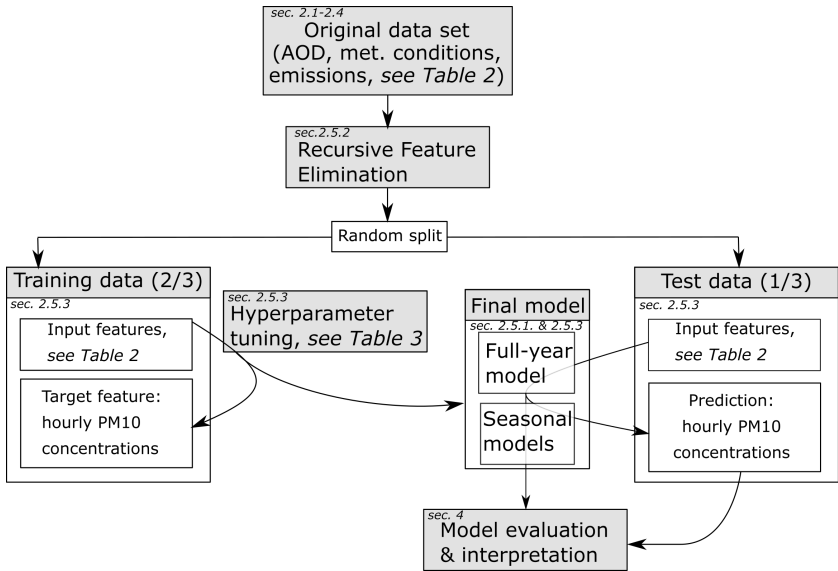 sec. 2.1-2.4
Original data set
(AOD, met. conditions,
emissions, see Table 2)
sec.2.5.2
Recursive Feature
Elimination
Random split
Training data (2/3)
sec. 2.5.3
Input features,
see Table 2
Target feature:
hourly PM10
concentrations
sec. 2.5.3
Hyperparameter
tuning, see Table 3
Final model
sec. 2.5.1. & 2.5.3
Full-year
model
Seasonal
models
Test data (1/3)
sec. 2.5.3
Input features,
see Table 2
Prediction:
hourly PM10
concentrations
sec. 4
Model evaluation
& interpretation